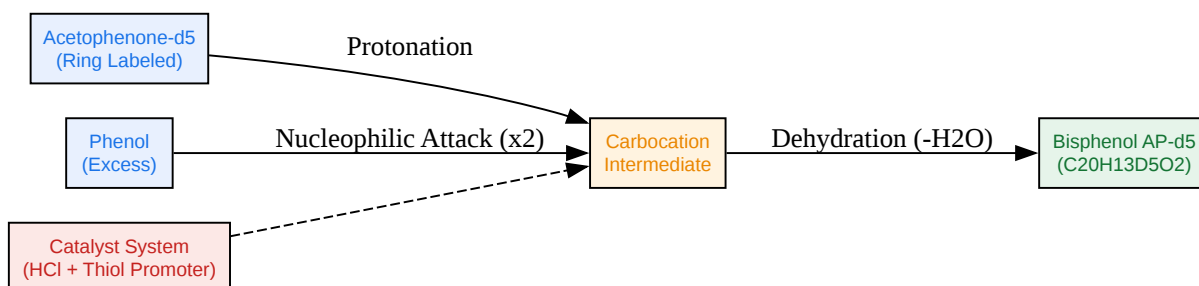 Acetophenone-d5
(Ring Labeled)
Protonation
Phenol
(Excess)
Nucleophilic Attack (x2)
Carbocation
Intermediate
Dehydration (-H2O)
Bisphenol AP-d5
(C20H13D5O2)
Catalyst System
(HCl + Thiol Promoter)